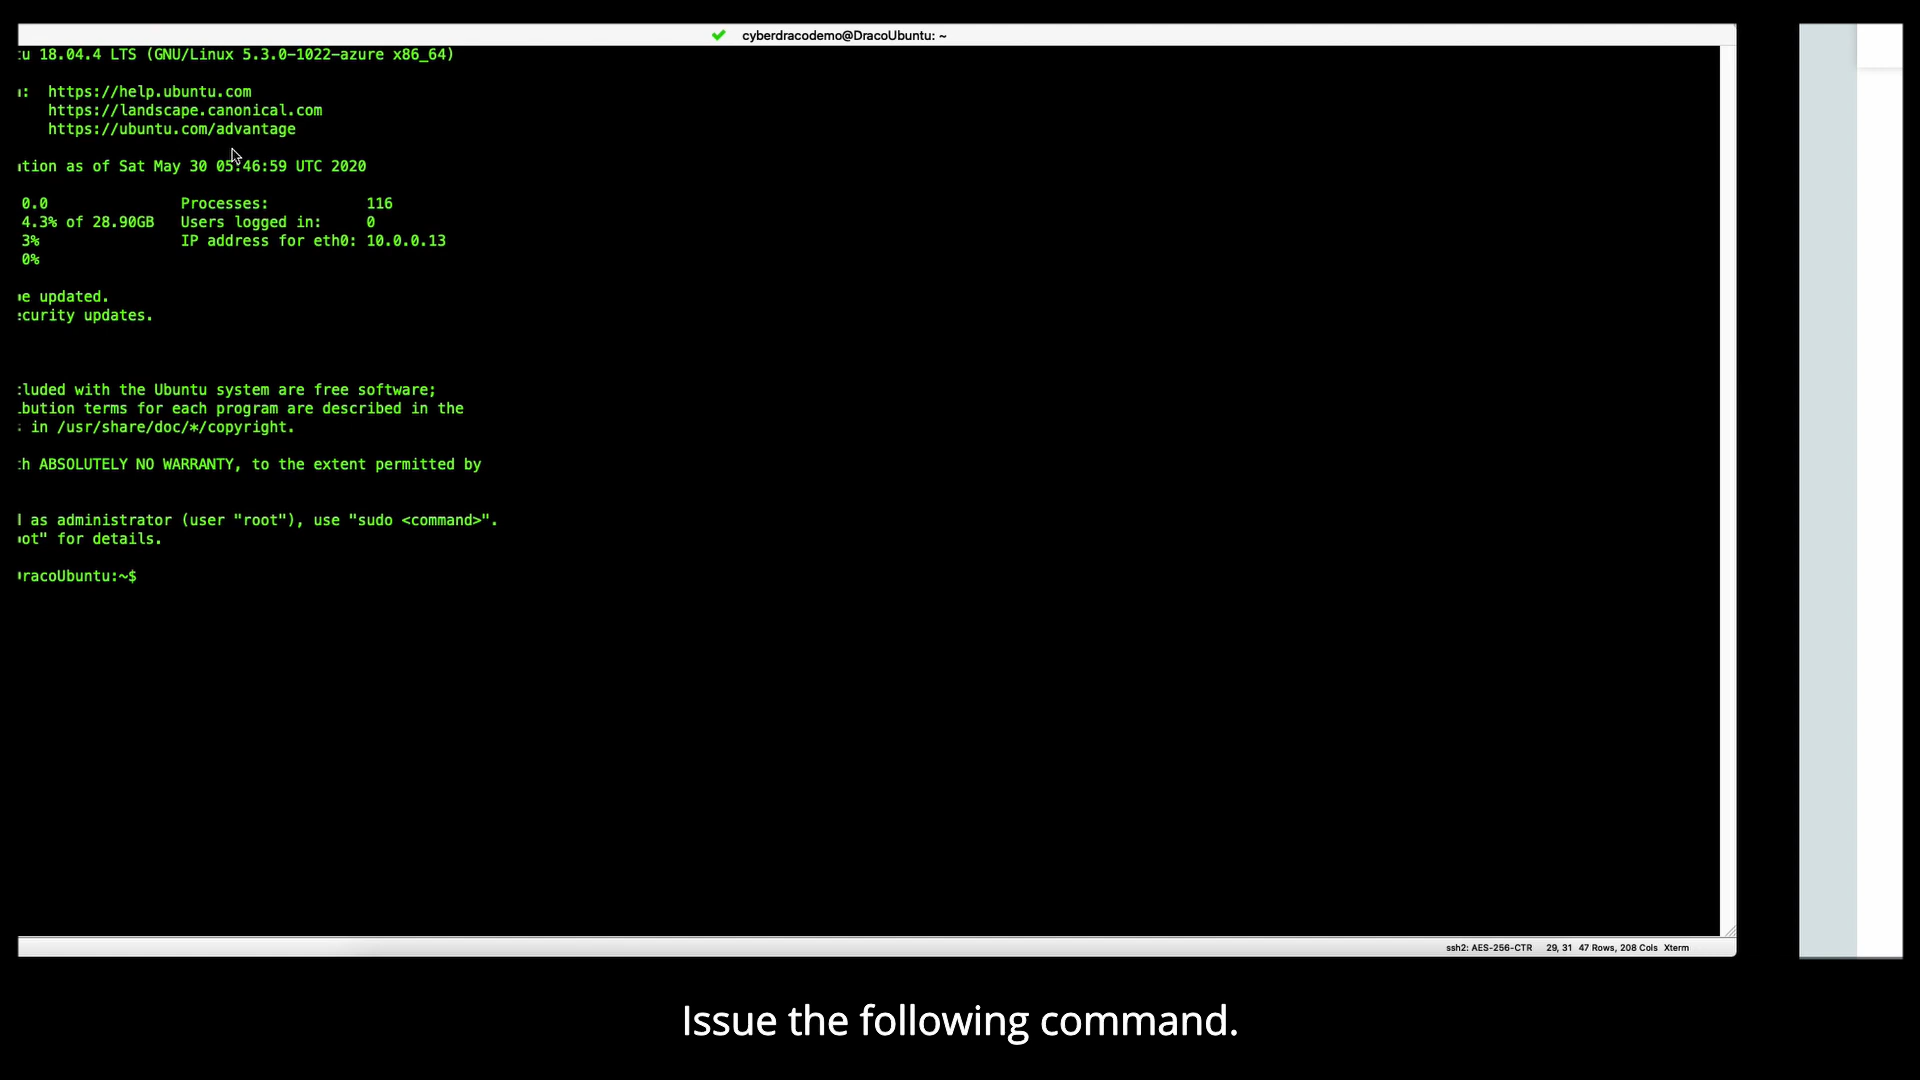 cyberdracodemo@DracoUbuntu: ~
18.04.4 LTS (GNU/Linux 5.3.0-1022-azure x86_64)
https://help.ubuntu.com
https://landscape.canonical.com
https://ubuntu.com/advantage
tion as of Sat May 30 05:46:59 UTC 2020
0.0 Processes: 116
4.3% of 28.90GB Users logged in: 0
3% IP address for eth0: 10.0.0.13
0%
e updated.
curity updates.
luded with the Ubuntu system are free software;
bution terms for each program are described in the
in /usr/share/doc/*/copyright.
h ABSOLUTELY NO WARRANTY, to the extent permitted by
as administrator (user "root"), use "sudo <command>".
ot" for details.
racoUbuntu:~$
ssh2: AES-256-CTR 29, 31 47 Rows, 208 Cols Xterm
Issue the following command.